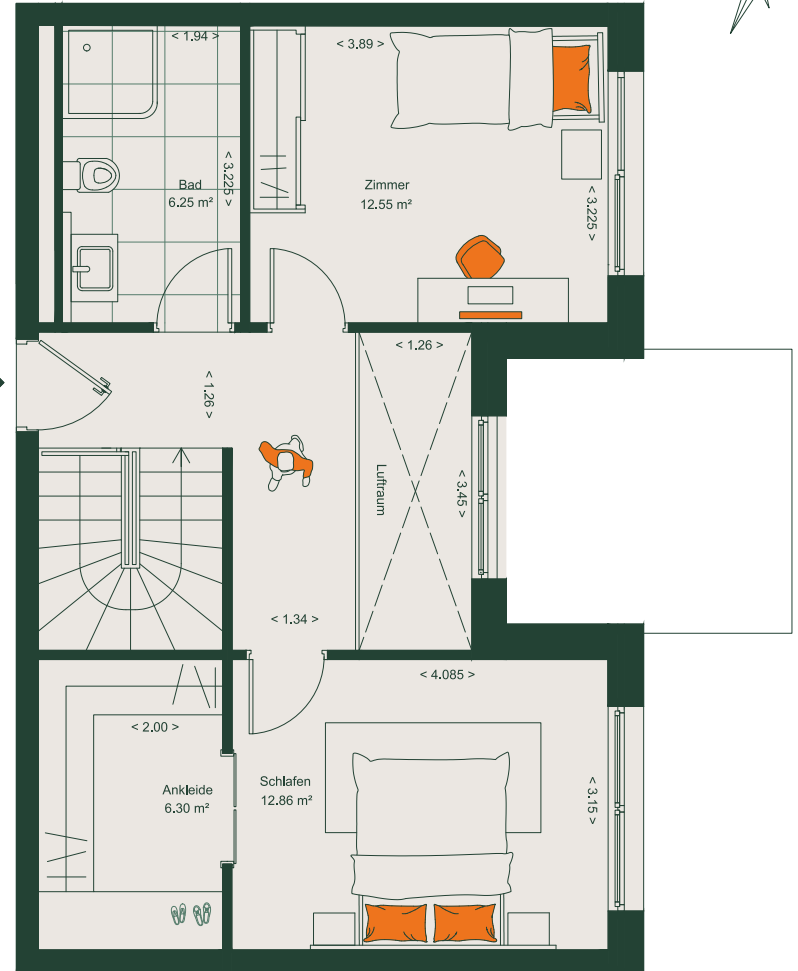 < 1.94 >
< 3.89 >
< 3.225 >
Bad
6.25 m²
Zimmer
12.55 m²
< 3.225 >
< 1.26 >
< 1.26 >
Luftraum
< 3.45 >
< 1.34 >
< 4.085 >
< 2.00 >
Ankleide
6.30 m²
Schlafen
12.86 m²
< 3.15 >